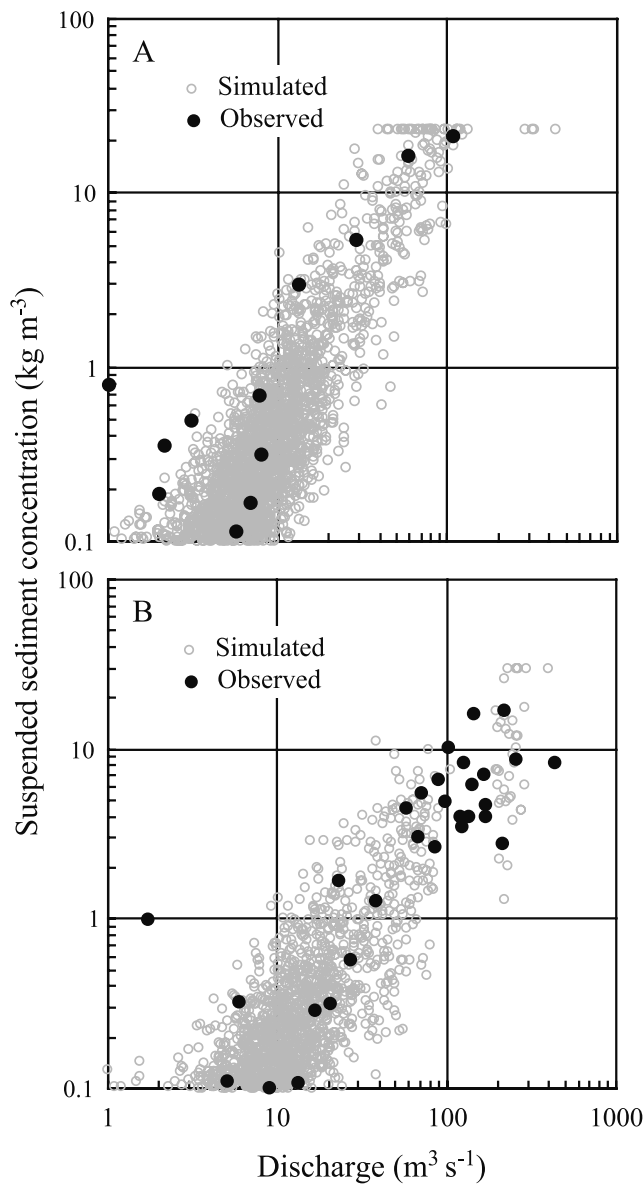 100
A
Simulated
Observed
10
1
0.1
Suspended sediment concentration (kg m⁻³)
100
B
Simulated
Observed
10
1
0.1
1 10 100 1000
Discharge (m³ s⁻¹)